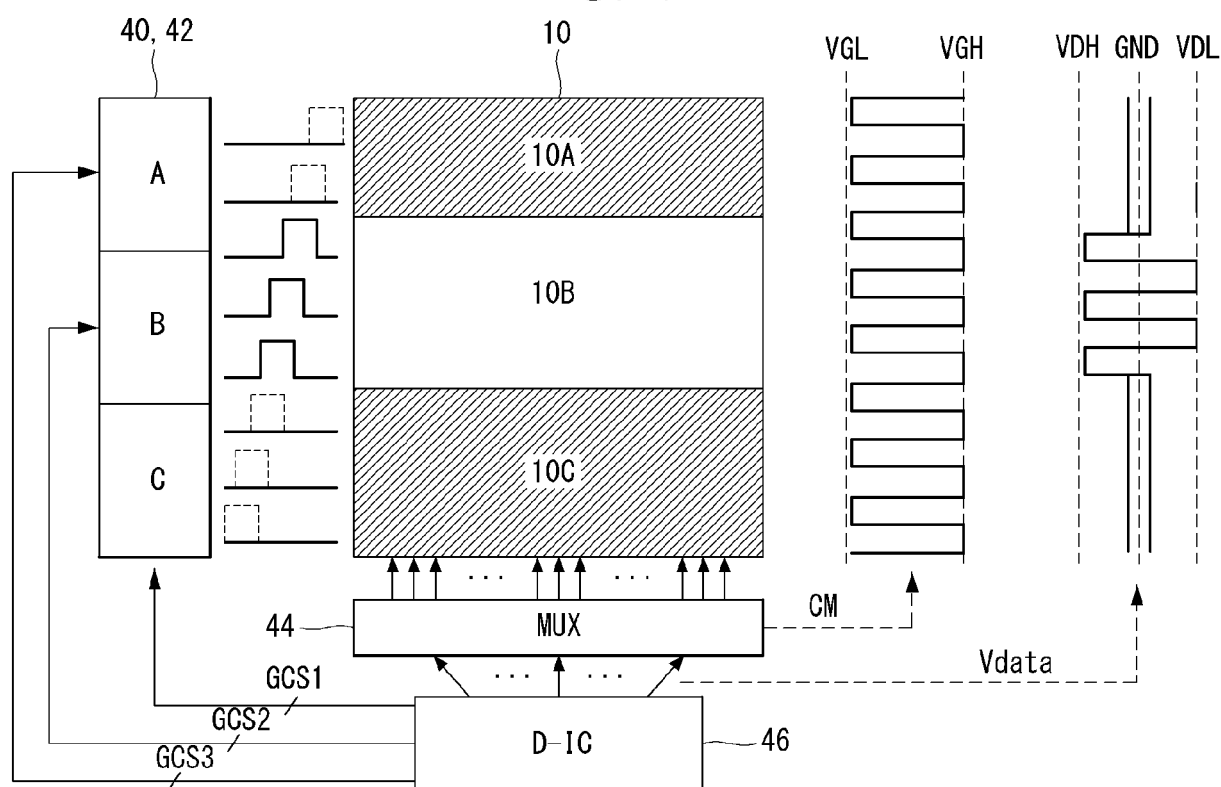 40, 42
10
VGL
VGH
VDH
GND
VDL
A
10A
B
10B
C
10C
... ...
44
MUX
CM
... ...
Vdata
GCS1
GCS2
GCS3
D-IC
46